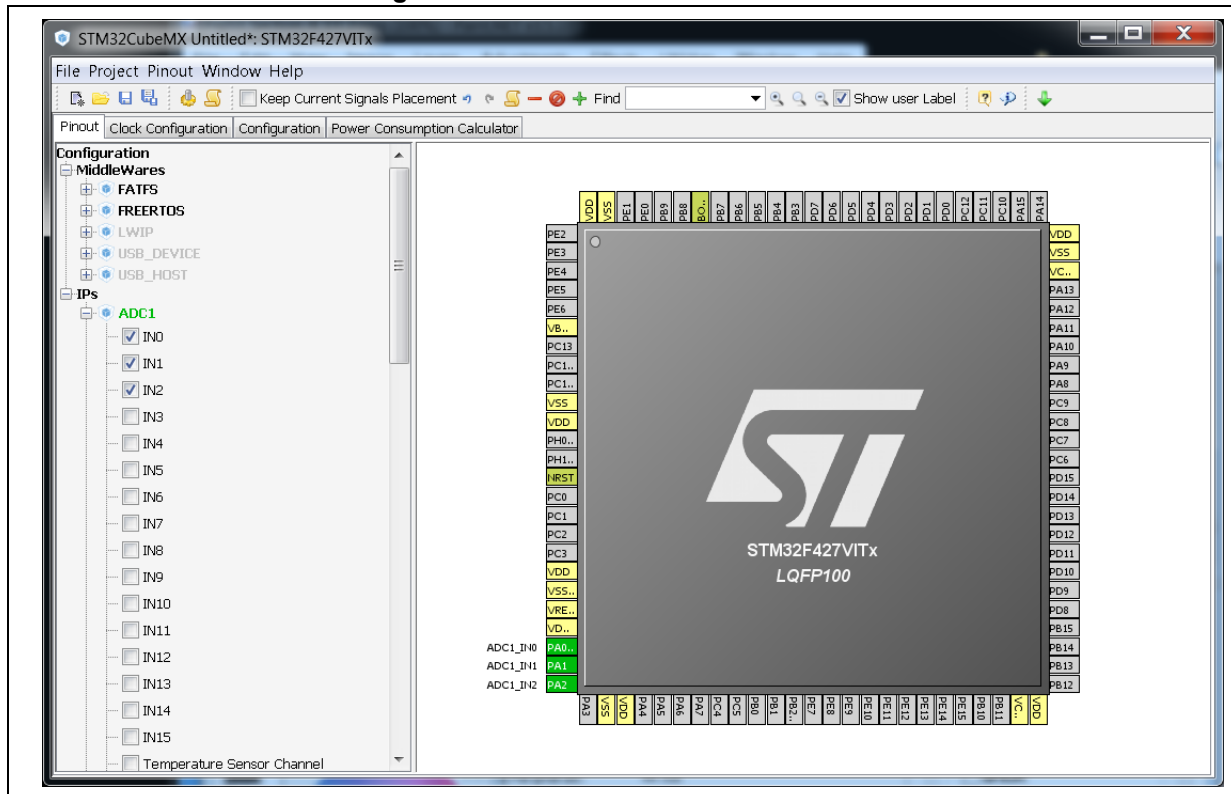 STM32CubeMX Untitled*: STM32F427VITx
File Project Pinout Window Help
Keep Current Signals Placement Find Show user Label
Pinout Clock Configuration Configuration Power Consumption Calculator
Configuration
MiddleWares
FATFS
FREERTOS
LWIP
USB_DEVICE
USB_HOST
IPs
ADC1
IN0
IN1
IN2
IN3
IN4
IN5
IN6
IN7
IN8
IN9
IN10
IN11
IN12
IN13
IN14
IN15
Temperature Sensor Channel
VDD VSS PE1 PE0 PB9 PB8 BO.. PB7 PB6 PB5 PB4 PB3 PD7 PD6 PD5 PD4 PD3 PD2 PD1 PD0 PC12 PC11 PC10 PA15 PA14
PE2
PE3
PE4
PE5
PE6
VB..
PC13
PC1..
PC1..
VSS
VDD
PH0..
PH1..
NRST
PC0
PC1
PC2
PC3
VDD
VSS..
VRE..
VD..
ADC1_IN0 PA0..
ADC1_IN1 PA1
ADC1_IN2 PA2
ST
STM32F427VITx
LQFP100
VDD
VSS
VC..
PA13
PA12
PA11
PA10
PA9
PA8
PC9
PC8
PC7
PC6
PD15
PD14
PD13
PD12
PD11
PD10
PD9
PD8
PB15
PB14
PB13
PB12
PA3 VSS VDD PA4 PA5 PA6 PA7 PC4 PC5 PB0 PB1 PB2.. PE7 PE8 PE9 PE10 PE11 PE12 PE13 PE14 PE15 PB10 PB11 VC.. VDD